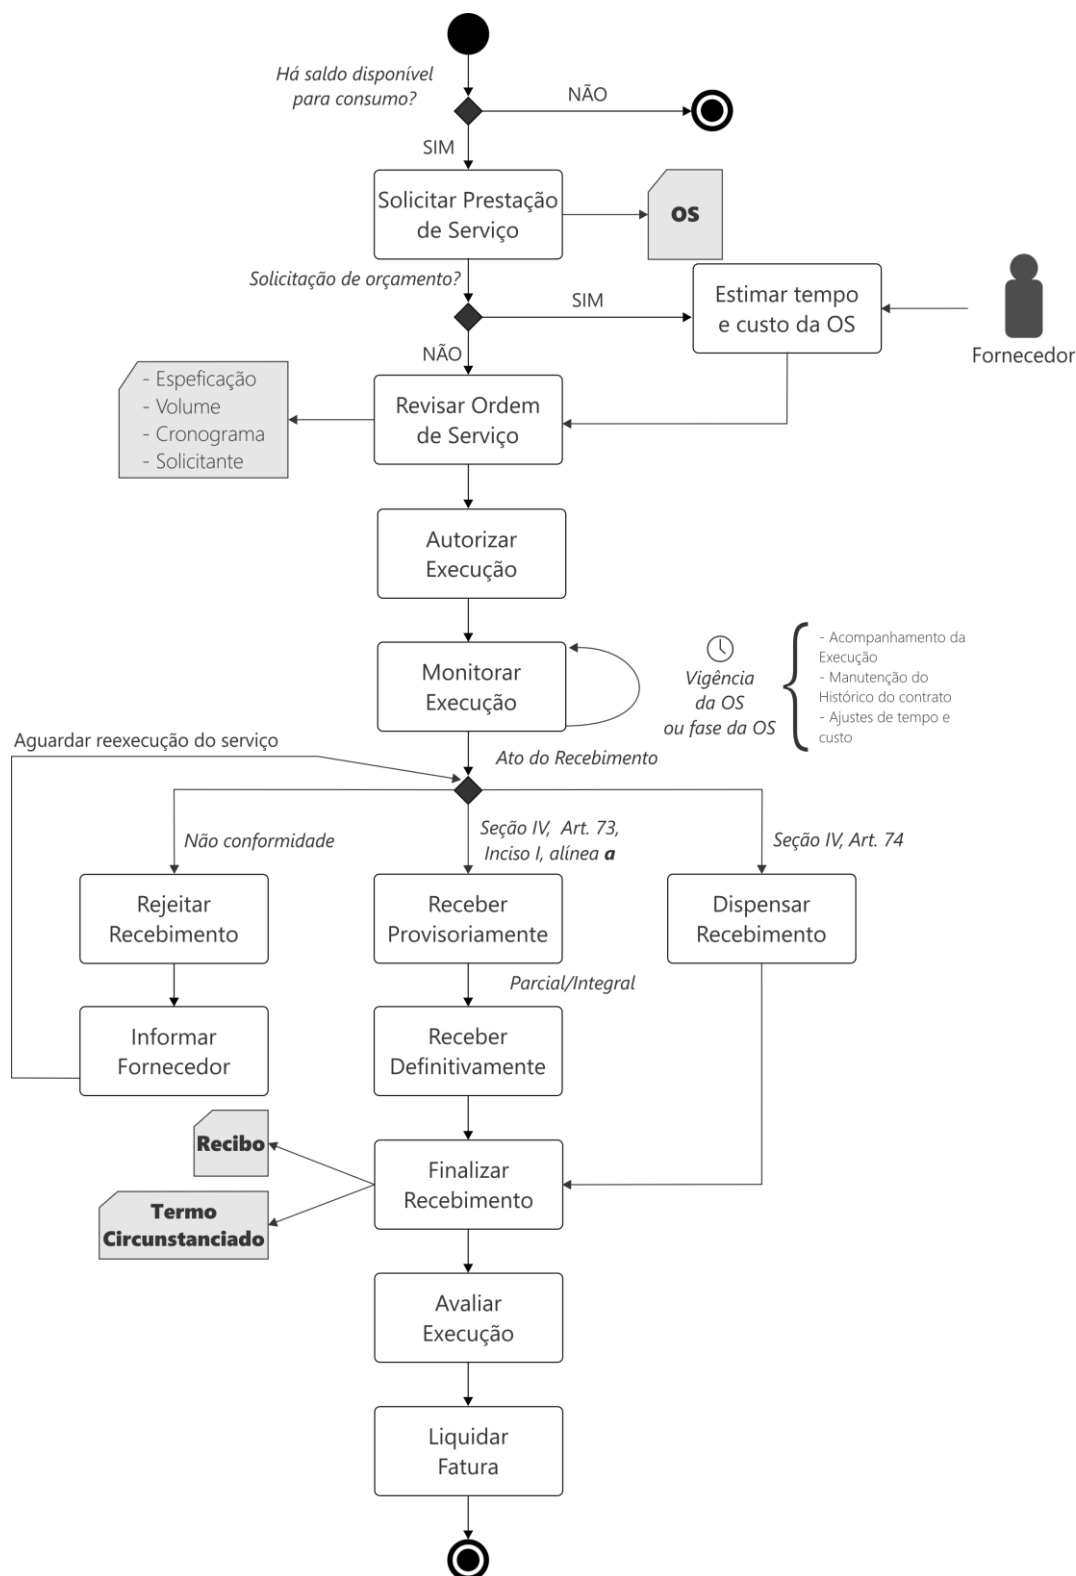 Há saldo disponível
para consumo?
NÃO
SIM
Solicitar Prestação
de Serviço
OS
Solicitação de orçamento?
SIM
Estimar tempo
e custo da OS
Fornecedor
NÃO
- Espeficação
- Volume
- Cronograma
- Solicitante
Revisar Ordem
de Serviço
Autorizar
Execução
Monitorar
Execução
Vigência
da OS
ou fase da OS
- Acompanhamento da
Execução
- Manutenção do
Histórico do contrato
- Ajustes de tempo e
custo
Aguardar reexecução do serviço
Ato do Recebimento
Não conformidade
Seção IV, Art. 73,
Inciso I, alínea a
Seção IV, Art. 74
Rejeitar
Recebimento
Receber
Provisoriamente
Dispensar
Recebimento
Parcial/Integral
Informar
Fornecedor
Receber
Definitivamente
Recibo
Termo
Circunstanciado
Finalizar
Recebimento
Avaliar
Execução
Liquidar
Fatura